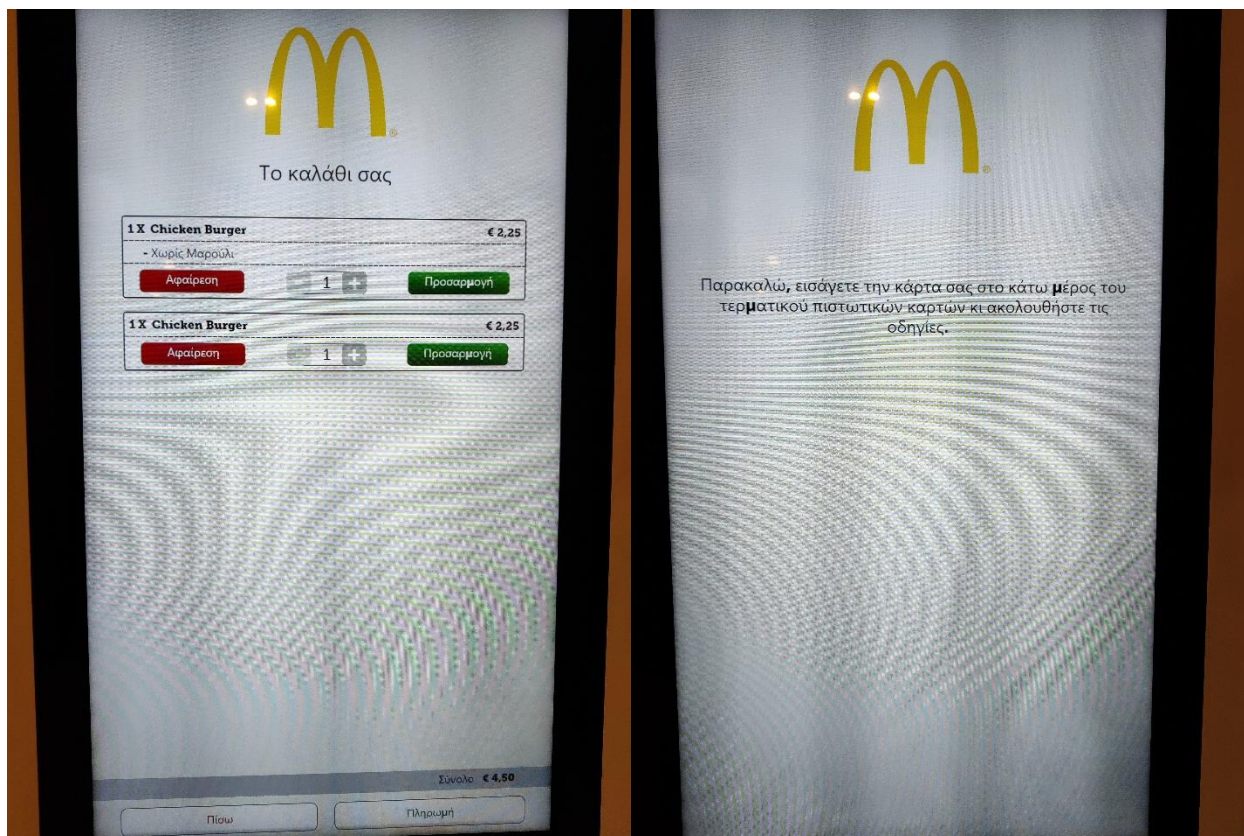 Το καλάθι σας
1 X Chicken Burger € 2,25
- Χωρίς Μαρούλι
Αφαίρεση 1 + Προσαρμογή
1 X Chicken Burger € 2,25
Αφαίρεση 1 + Προσαρμογή
Σύνολο € 4,50
Πίσω Πληρωμή
Παρακαλώ, εισάγετε την κάρτα σας στο κάτω μέρος του
τερματικού πιστωτικών καρτών κι ακολουθήστε τις
οδηγίες.